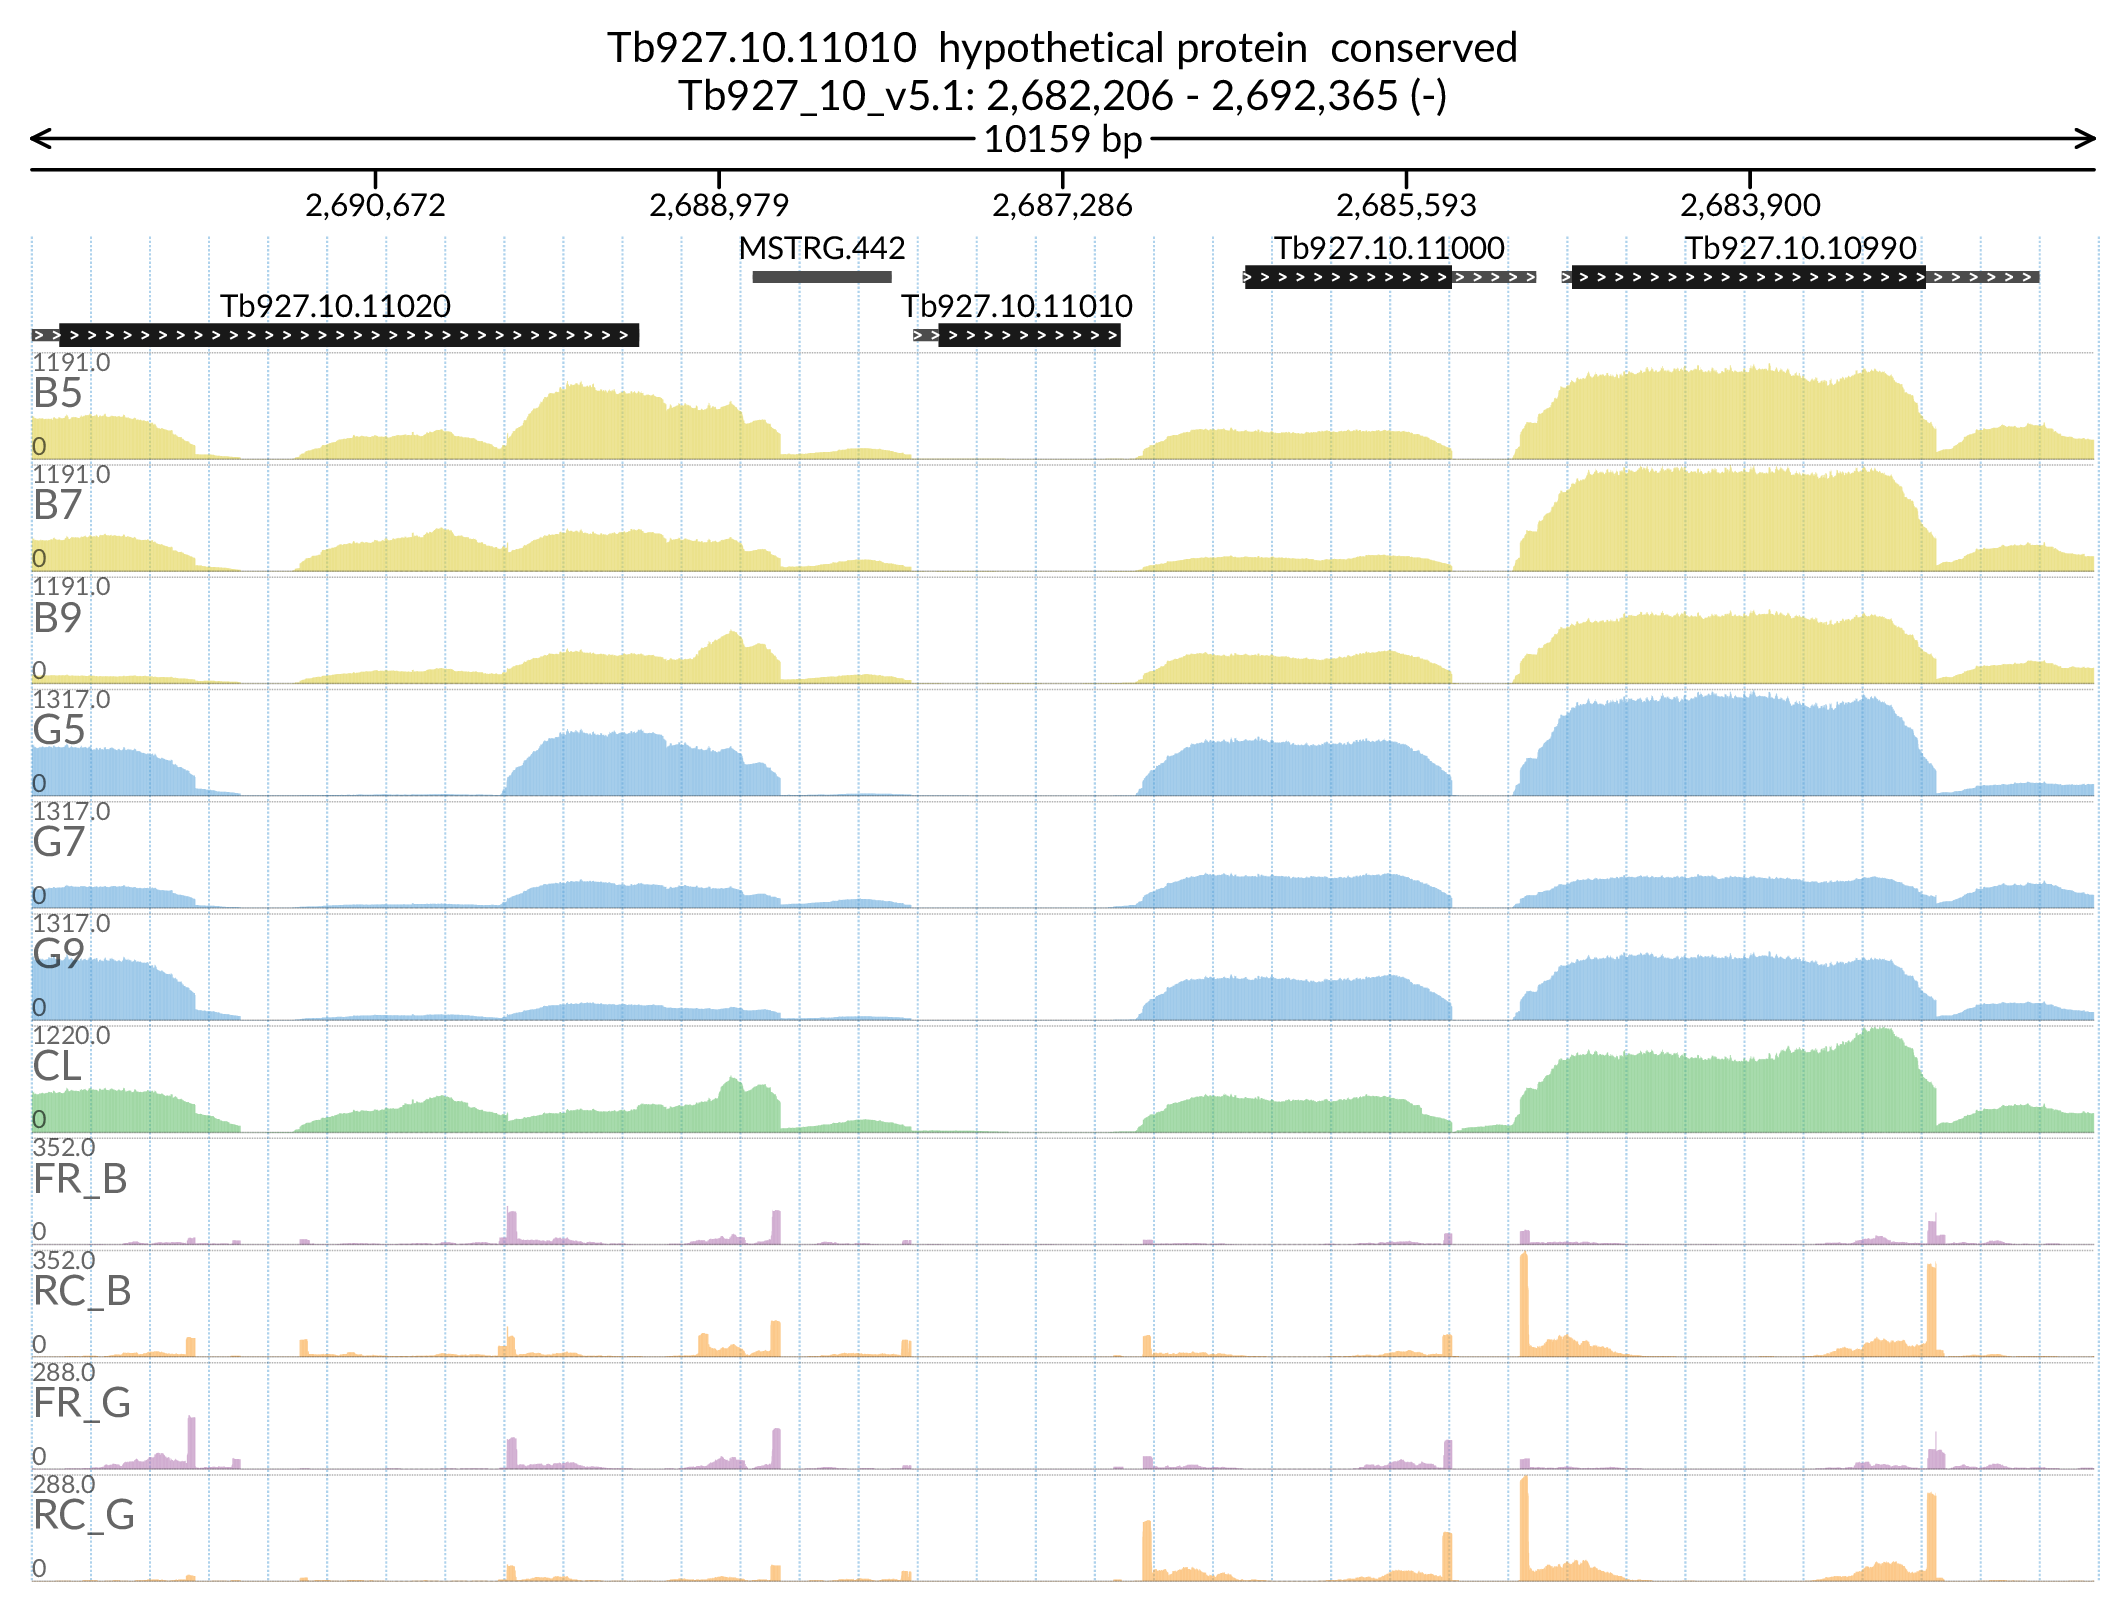 Tb927.10.11010 hypothetical protein conserved
Tb927_10_v5.1: 2,682,206 - 2,692,365 (-)
10159 bp
2,690,672 2,688,979 2,687,286 2,685,593 2,683,900
MSTRG.442 Tb927.10.11000 Tb927.10.10990
Tb927.10.11020 Tb927.10.11010
1191.0
B5
0
1191.0
B7
0
1191.0
B9
0
1317.0
G5
0
1317.0
G7
0
1317.0
G9
0
1220.0
CL
0
352.0
FR_B
0
352.0
RC_B
0
288.0
FR_G
0
288.0
RC_G
0